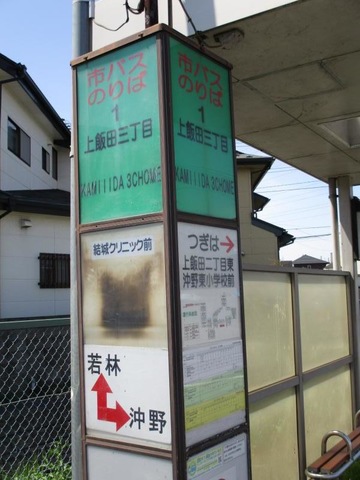 市バス
のりば
1
上飯田三丁目
KAMIIIDA 3CHOME
結城クリニック前
若林
沖野
市バス
のりば
1
上飯田三丁目
KAMIIIDA 3CHOME
つぎは→
上飯田二丁目東
沖野東小学校前